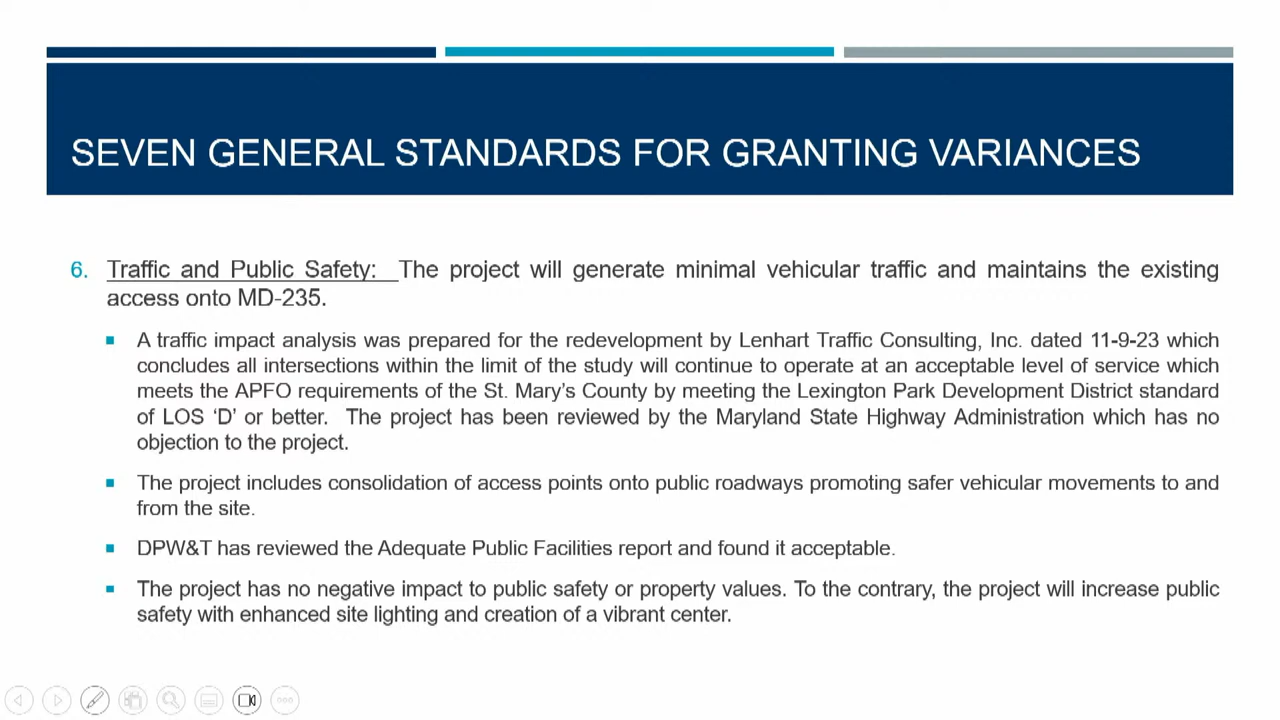 SEVEN GENERAL STANDARDS FOR GRANTING VARIANCES
6. Traffic and Public Safety: The project will generate minimal vehicular traffic and maintains the existing
access onto MD-235.
▪ A traffic impact analysis was prepared for the redevelopment by Lenhart Traffic Consulting, Inc. dated 11-9-23 which
concludes all intersections within the limit of the study will continue to operate at an acceptable level of service which
meets the APFO requirements of the St. Mary's County by meeting the Lexington Park Development District standard
of LOS ‘D’ or better. The project has been reviewed by the Maryland State Highway Administration which has no
objection to the project.
▪ The project includes consolidation of access points onto public roadways promoting safer vehicular movements to and
from the site.
▪ DPW&T has reviewed the Adequate Public Facilities report and found it acceptable.
▪ The project has no negative impact to public safety or property values. To the contrary, the project will increase public
safety with enhanced site lighting and creation of a vibrant center.